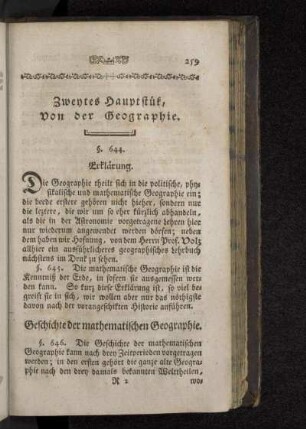 259
Zweytes Hauptstük,
Von der Geographie.
§. 644.
Erklärung.
Die Geographie theilt sich in die politische, phy⸗
sikalische und mathematische Geographie ein;
die beyde erstere gehören nicht hieher, sondern nur
die leztere, die wir um so eher kürzlich abhandeln,
als die in der Astronomie vorgetragene Lehren hier
nur wiederum angewendet werden dörfen; neben
dem haben wir Hofnung, von dem Herrn Prof. Volz
allhier ein ausführlicheres geographisches Lehrbuch
nächstens im Druk zu sehen.
§. 645. Die mathematische Geographie ist die
Kenntniß der Erde, in sofern sie ausgemessen wer⸗
den kann. So kurz diese Erklärung ist, so viel be⸗
greift sie in sich, wir wollen aber nur das nöthigste
davon nach der vorangeschikten Historie anführen.
Geschichte der mathematischen Geographie.
§. 646. Die Geschichte der mathematischen
Geographie kann nach drey Zeitperioden vorgetragen
werden; in den ersten gehört die ganze alte Geogra⸗
phie nach den drey damals bekannten Welttheilen,
R 2
wo⸗